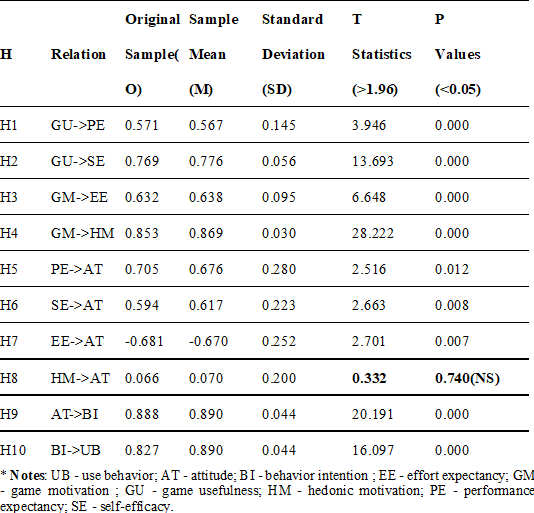 H Relation Original Sample(O) Sample Mean (M) Standard Deviation (SD) T Statistics (>1.96) P Values (<0.05)
H1 GU->PE 0.571 0.567 0.145 3.946 0.000
H2 GU->SE 0.769 0.776 0.056 13.693 0.000
H3 GM->EE 0.632 0.638 0.095 6.648 0.000
H4 GM->HM 0.853 0.869 0.030 28.222 0.000
H5 PE->AT 0.705 0.676 0.280 2.516 0.012
H6 SE->AT 0.594 0.617 0.223 2.663 0.008
H7 EE->AT -0.681 -0.670 0.252 2.701 0.007
H8 HM->AT 0.066 0.070 0.200 0.332 0.740(NS)
H9 AT->BI 0.888 0.890 0.044 20.191 0.000
H10 BI->UB 0.827 0.890 0.044 16.097 0.000
* Notes: UB - use behavior; AT - attitude; BI - behavior intention ; EE - effort expectancy; GM
- game motivation ; GU - game usefulness; HM - hedonic motivation; PE - performance
expectancy; SE - self-efficacy.